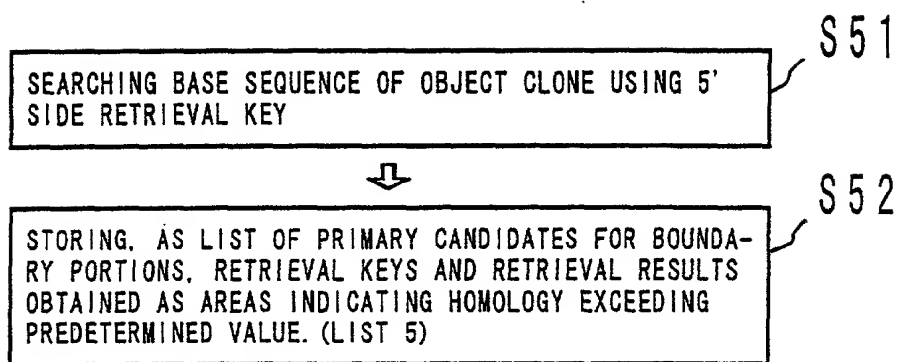 S51
SEARCHING BASE SEQUENCE OF OBJECT CLONE USING 5'
SIDE RETRIEVAL KEY
S52
STORING, AS LIST OF PRIMARY CANDIDATES FOR BOUNDA-
RY PORTIONS, RETRIEVAL KEYS AND RETRIEVAL RESULTS
OBTAINED AS AREAS INDICATING HOMOLOGY EXCEEDING
PREDETERMINED VALUE. (LIST 5)